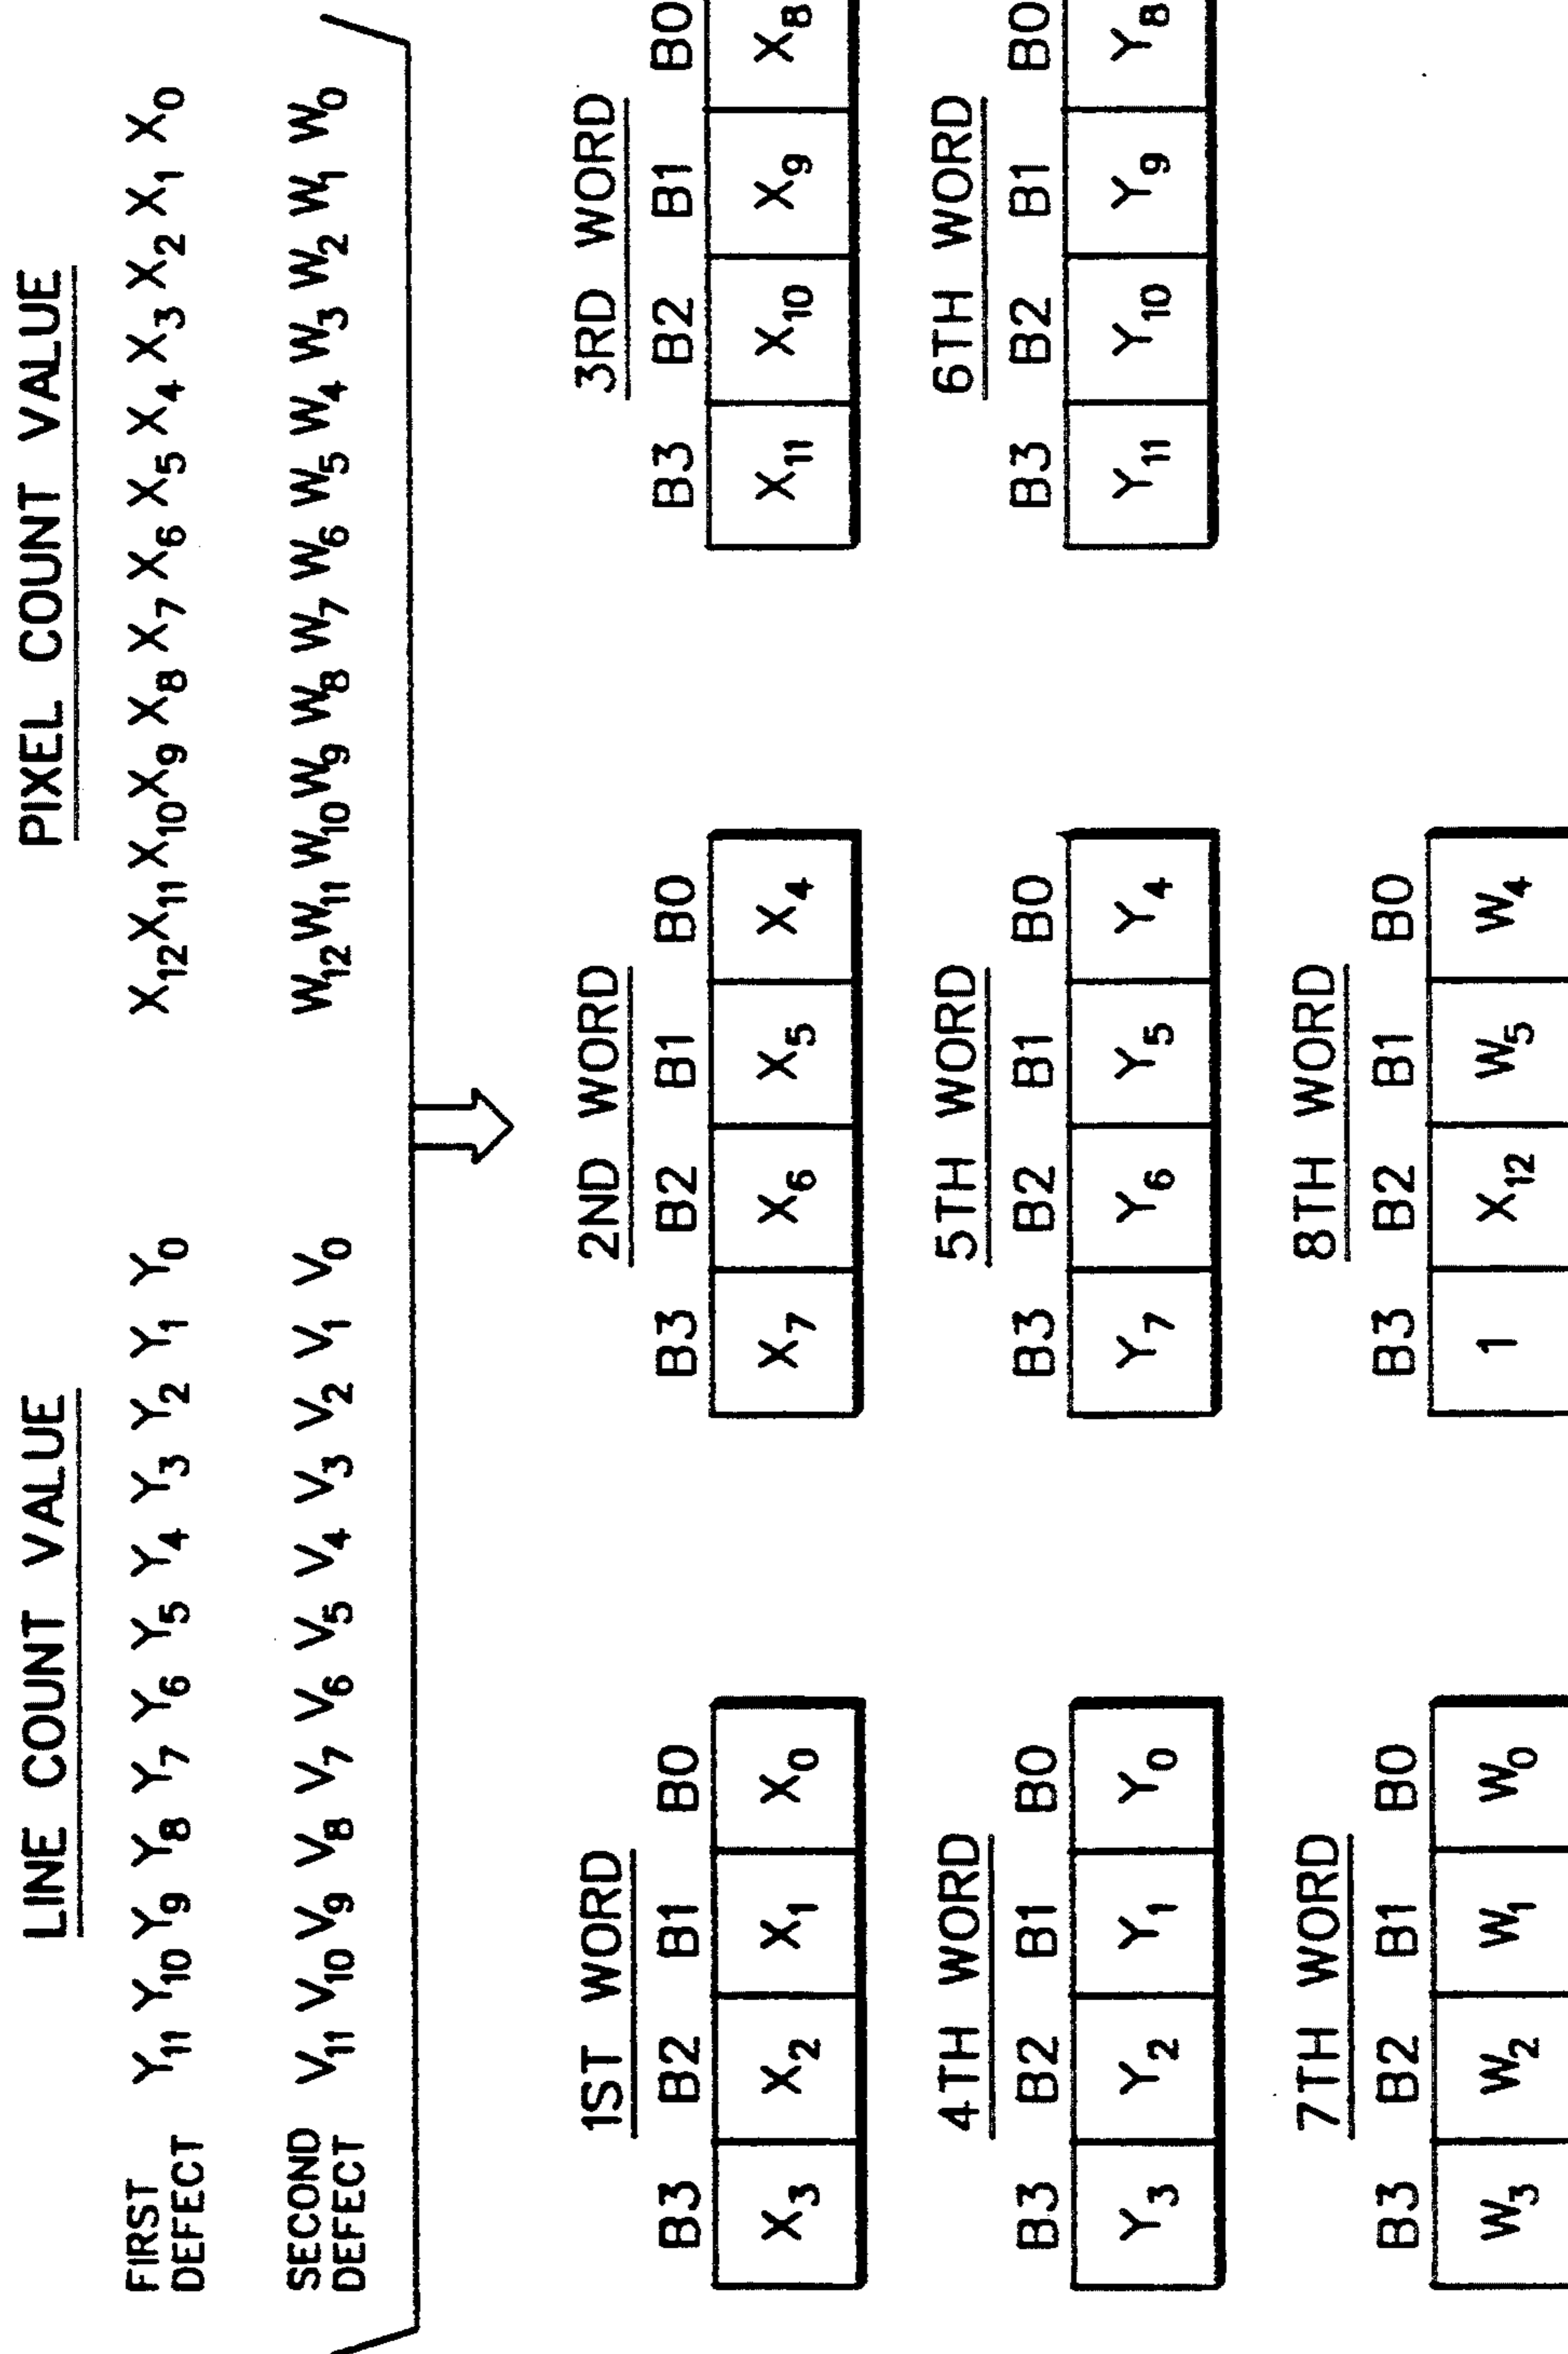 LINE COUNT VALUE PIXEL COUNT VALUE
FIRST DEFECT Y11 Y10 Y9 Y8 Y7 Y6 Y5 Y4 Y3 Y2 Y1 Y0 X12 X11 X10 X9 X8 X7 X6 X5 X4 X3 X2 X1 X0
SECOND DEFECT V11 V10 V9 V8 V7 V6 V5 V4 V3 V2 V1 V0 W12 W11 W10 W9 W8 W7 W6 W5 W4 W3 W2 W1 W0
1ST WORD 2ND WORD 3RD WORD
B3 B2 B1 B0 B3 B2 B1 B0 B3 B2 B1 B0
X3 X2 X1 X0 X7 X6 X5 X4 X11 X10 X9 X8
4TH WORD 5TH WORD 6TH WORD
B3 B2 B1 B0 B3 B2 B1 B0 B3 B2 B1 B0
Y3 Y2 Y1 Y0 Y7 Y6 Y5 Y4 Y11 Y10 Y9 Y8
7TH WORD 8TH WORD
B3 B2 B1 B0 B3 B2 B1 B0
W3 W2 W1 W0 1 X12 W5 W4